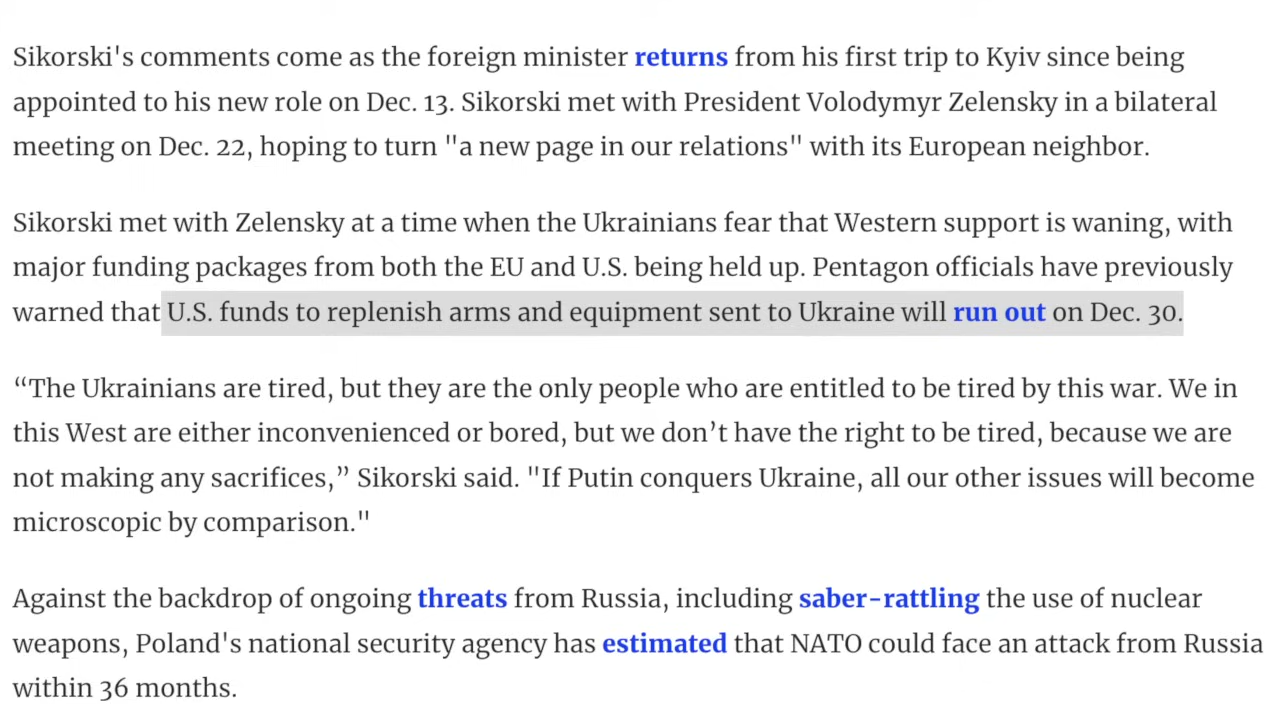 Sikorski's comments come as the foreign minister returns from his first trip to Kyiv since being
appointed to his new role on Dec. 13. Sikorski met with President Volodymyr Zelensky in a bilateral
meeting on Dec. 22, hoping to turn "a new page in our relations" with its European neighbor.
Sikorski met with Zelensky at a time when the Ukrainians fear that Western support is waning, with
major funding packages from both the EU and U.S. being held up. Pentagon officials have previously
warned that U.S. funds to replenish arms and equipment sent to Ukraine will run out on Dec. 30.
“The Ukrainians are tired, but they are the only people who are entitled to be tired by this war. We in
this West are either inconvenienced or bored, but we don’t have the right to be tired, because we are
not making any sacrifices,” Sikorski said. "If Putin conquers Ukraine, all our other issues will become
microscopic by comparison."
Against the backdrop of ongoing threats from Russia, including saber-rattling the use of nuclear
weapons, Poland's national security agency has estimated that NATO could face an attack from Russia
within 36 months.